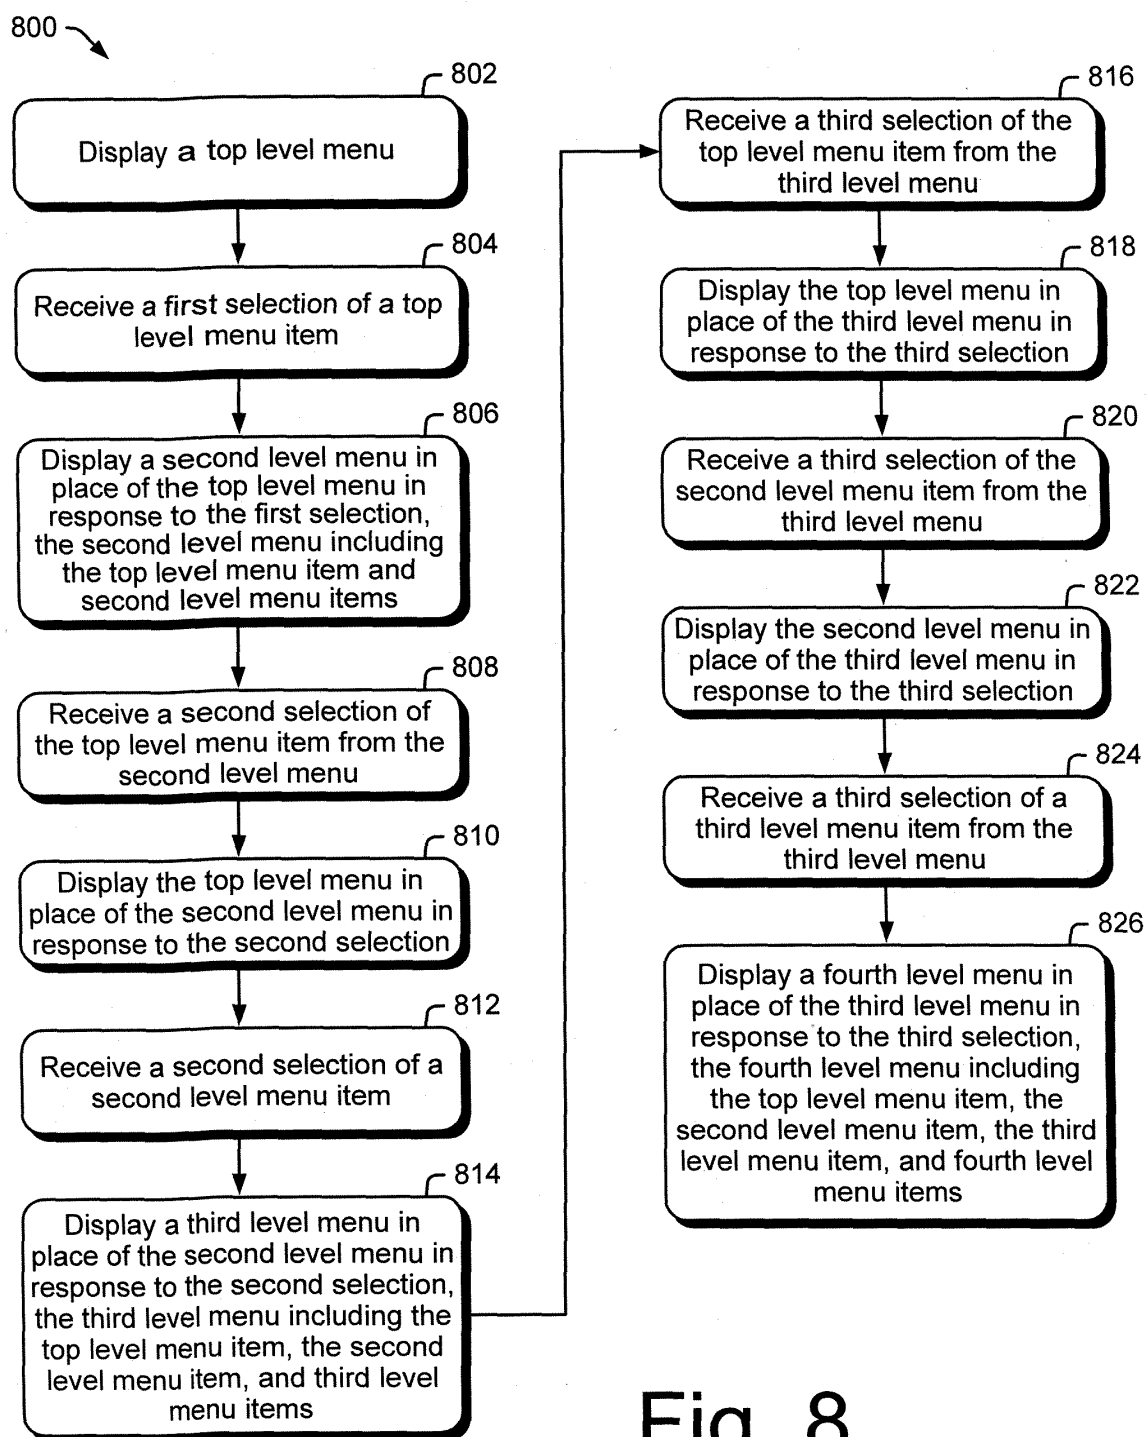 800
802
Display a top level menu
804
Receive a first selection of a top
level menu item
806
Display a second level menu in
place of the top level menu in
response to the first selection,
the second level menu including
the top level menu item and
second level menu items
808
Receive a second selection of
the top level menu item from the
second level menu
810
Display the top level menu in
place of the second level menu in
response to the second selection
812
Receive a second selection of a
second level menu item
814
Display a third level menu in
place of the second level menu in
response to the second selection,
the third level menu including the
top level menu item, the second
level menu item, and third level
menu items
816
Receive a third selection of the
top level menu item from the
third level menu
818
Display the top level menu in
place of the third level menu in
response to the third selection
820
Receive a third selection of the
second level menu item from the
third level menu
822
Display the second level menu in
place of the third level menu in
response to the third selection
824
Receive a third selection of a
third level menu item from the
third level menu
826
Display a fourth level menu in
place of the third level menu in
response to the third selection,
the fourth level menu including
the top level menu item, the
second level menu item, the third
level menu item, and fourth level
menu items
Fig. 8